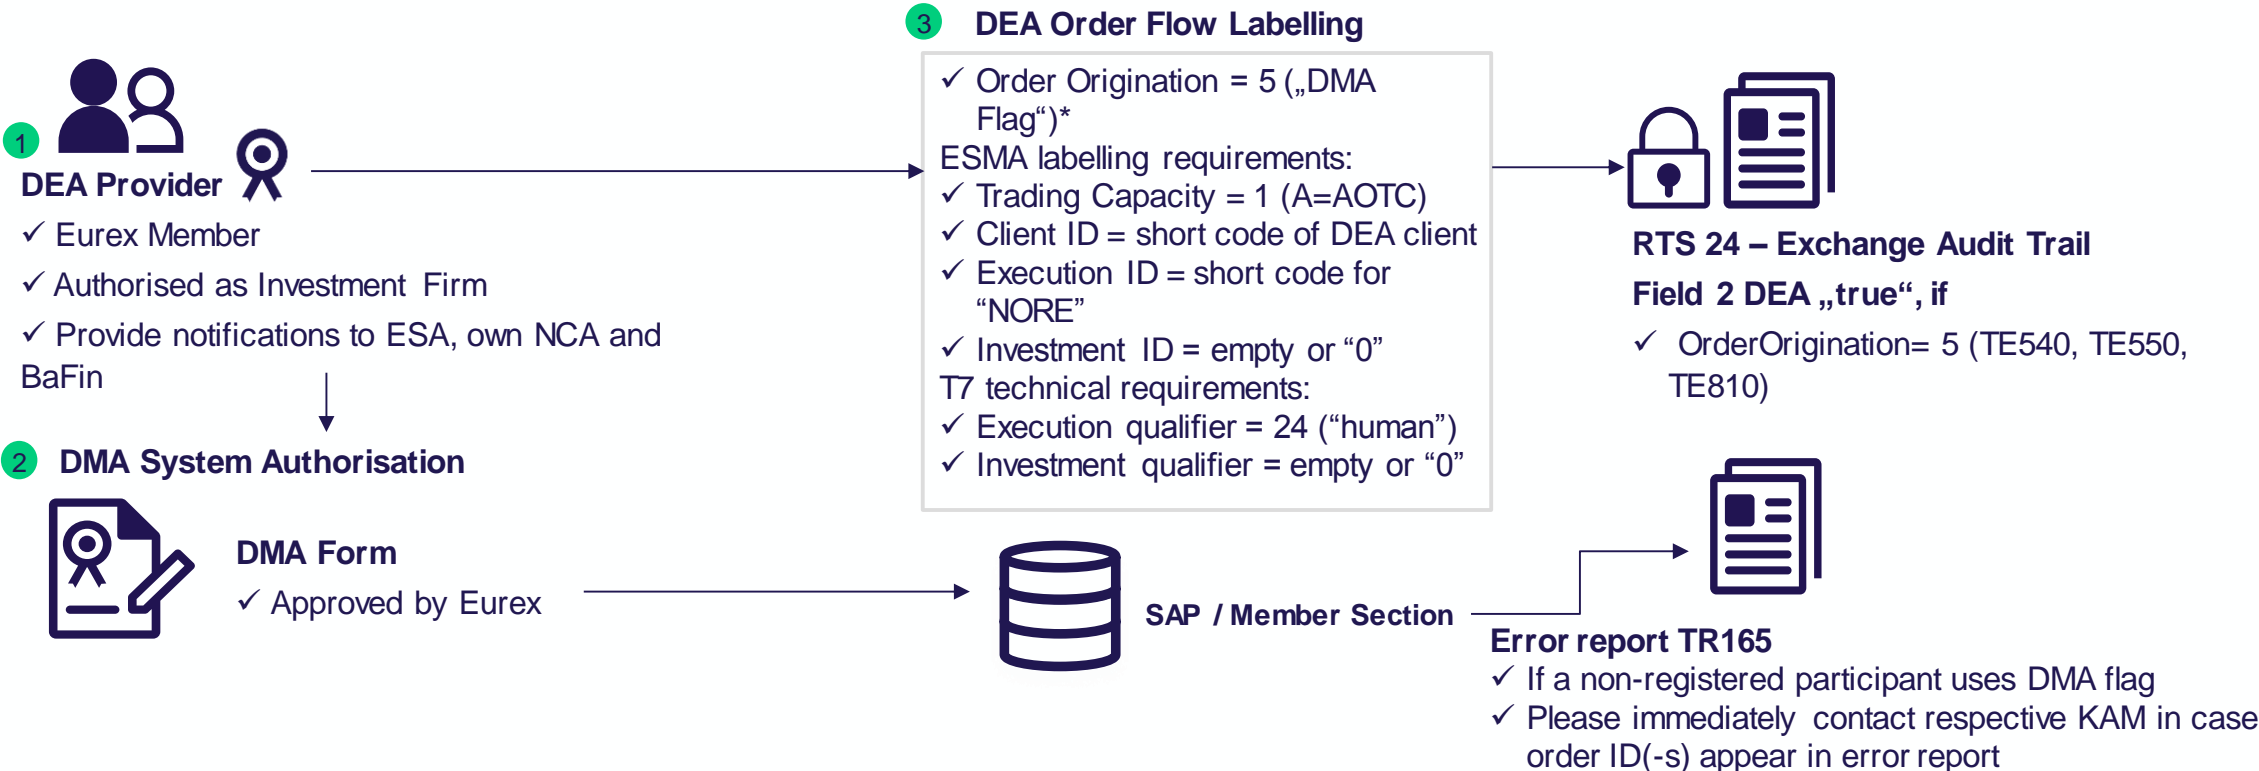 1
DEA Provider
✓ Eurex Member
✓ Authorised as Investment Firm
✓ Provide notifications to ESA, own NCA and
BaFin
2
DMA System Authorisation
DMA Form
✓ Approved by Eurex
3
DEA Order Flow Labelling
✓ Order Origination = 5 („DMA
Flag“)*
ESMA labelling requirements:
✓ Trading Capacity = 1 (A=AOTC)
✓ Client ID = short code of DEA client
✓ Execution ID = short code for
“NORE”
✓ Investment ID = empty or “0”
T7 technical requirements:
✓ Execution qualifier = 24 (“human”)
✓ Investment qualifier = empty or “0”
SAP / Member Section
RTS 24 – Exchange Audit Trail
Field 2 DEA „true“, if
✓ OrderOrigination= 5 (TE540, TE550,
TE810)
Error report TR165
✓ If a non-registered participant uses DMA flag
✓ Please immediately contact respective KAM in case
order ID(-s) appear in error report